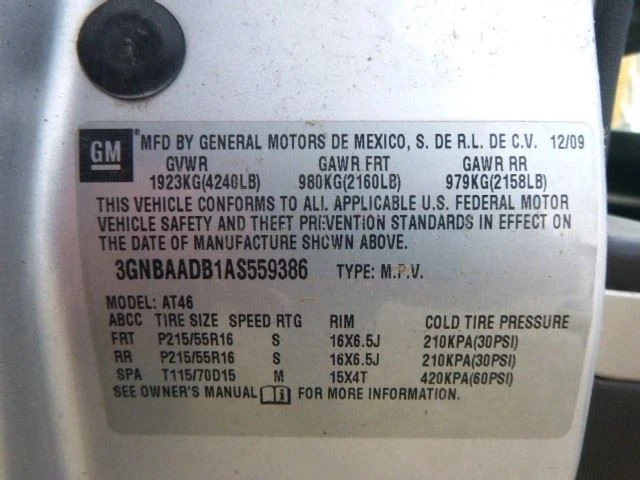 GM ® MFD BY GENERAL MOTORS DE MEXICO, S. DE R.L. DE C.V. 12/09
GVWR GAWR FRT GAWR RR
1923KG(4240LB) 980KG(2160LB) 979KG(2158LB)
THIS VEHICLE CONFORMS TO ALL APPLICABLE U.S. FEDERAL MOTOR
VEHICLE SAFETY AND THEFT PREVENTION STANDARDS IN EFFECT ON
THE DATE OF MANUFACTURE SHOWN ABOVE.
3GNBAADB1AS559386 TYPE: M.P.V.
MODEL: AT46
ABCC TIRE SIZE SPEED RTG RIM COLD TIRE PRESSURE
FRT P215/55R16 S 16X6.5J 210KPA(30PSI)
RR P215/55R16 S 16X6.5J 210KPA(30PSI)
SPA T115/70D15 M 15X4T 420KPA(60PSI)
SEE OWNER'S MANUAL i FOR MORE INFORMATION.